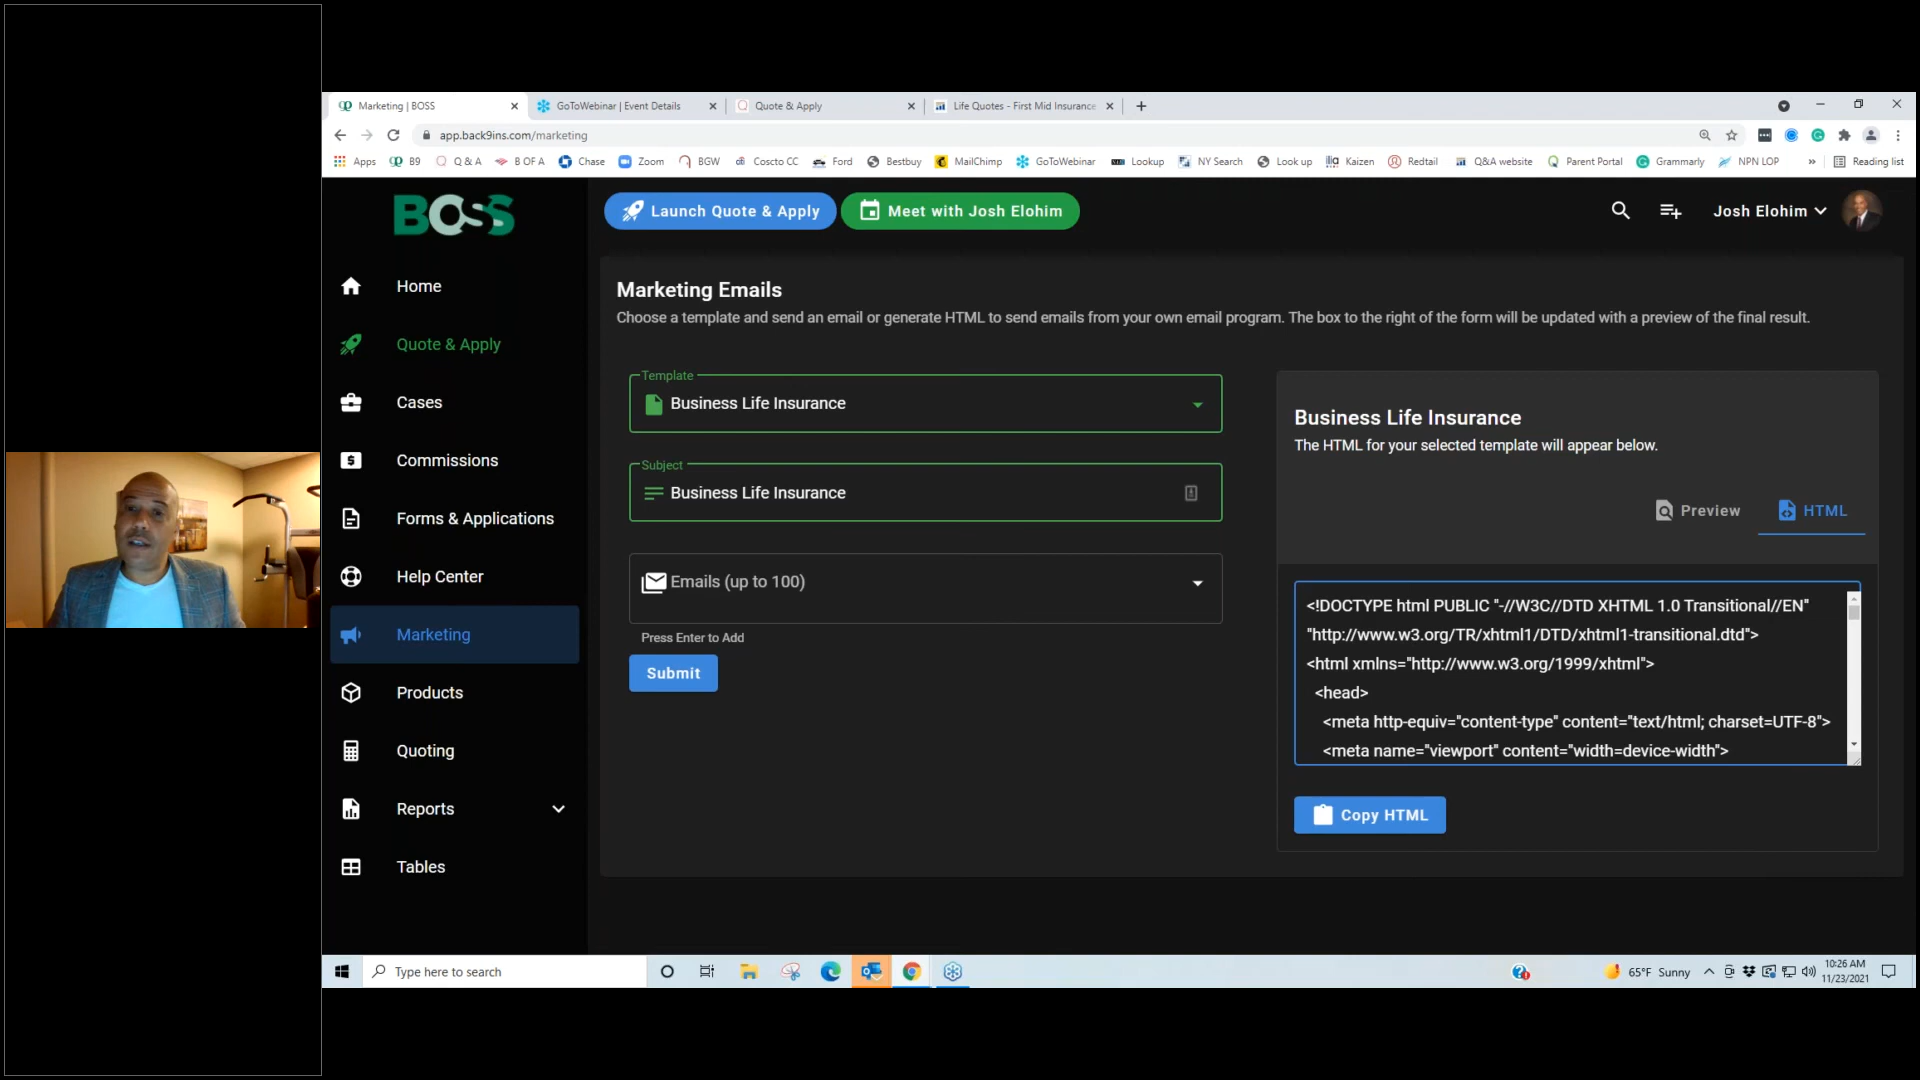 Marketing | BOSS
GoToWebinar | Event Details
Quote & Apply
Life Quotes - First Mid Insurance
app.back9ins.com/marketing
Apps
B9
Q & A
B OF A
Chase
Zoom
BGW
Coscto CC
Ford
Bestbuy
MailChimp
GoToWebinar
Lookup
NY Search
Look up
Kaizen
Redtail
Q&A website
Parent Portal
Grammarly
NPN LOP
»
Reading list
BOSS
Launch Quote & Apply
Meet with Josh Elohim
Josh Elohim
Home
Quote & Apply
Cases
Commissions
Forms & Applications
Help Center
Marketing
Products
Quoting
Reports
Tables
Marketing Emails
Choose a template and send an email or generate HTML to send emails from your own email program. The box to the right of the form will be updated with a preview of the final result.
Template
Business Life Insurance
Subject
Business Life Insurance
Emails (up to 100)
Press Enter to Add
Submit
Business Life Insurance
The HTML for your selected template will appear below.
Preview
HTML
<!DOCTYPE html PUBLIC "-//W3C//DTD XHTML 1.0 Transitional//EN"
"http://www.w3.org/TR/xhtml1/DTD/xhtml1-transitional.dtd">
<html xmlns="http://www.w3.org/1999/xhtml">
<head>
<meta http-equiv="content-type" content="text/html; charset=UTF-8">
<meta name="viewport" content="width=device-width">
Copy HTML
Type here to search
65°F Sunny
10:26 AM
11/23/2021